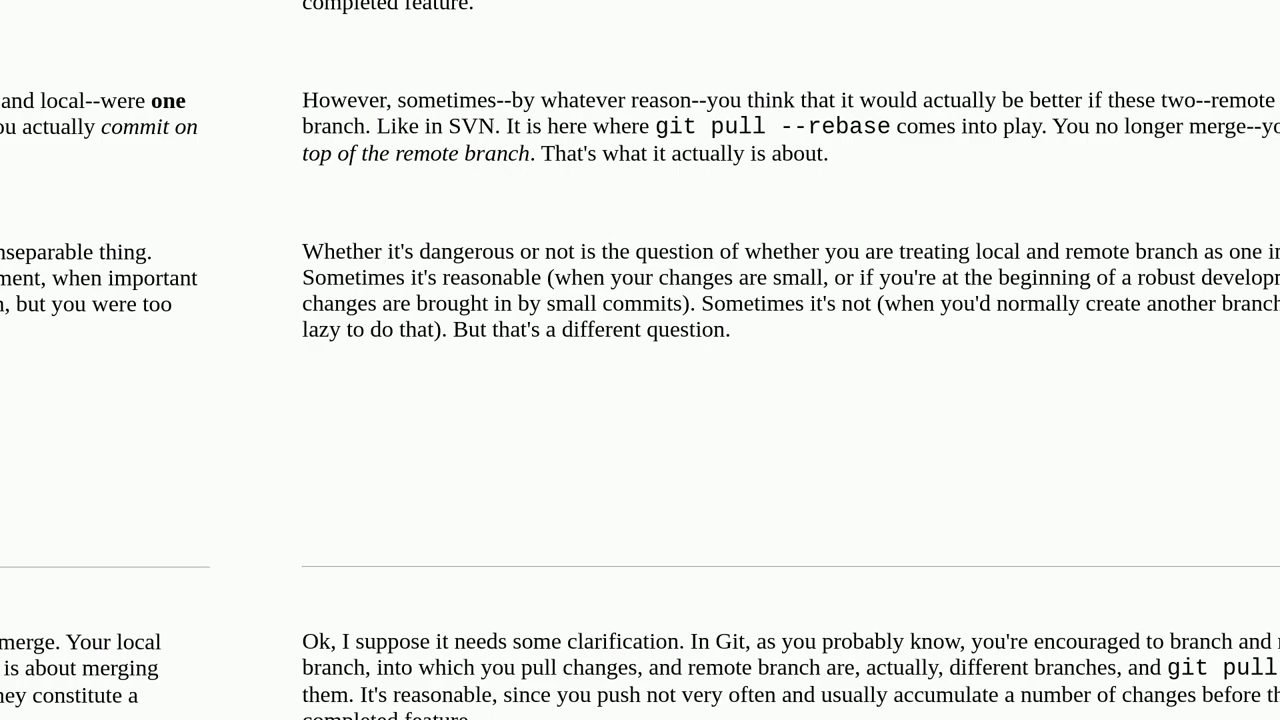 completed feature.
and local--were one
ou actually commit on
However, sometimes--by whatever reason--you think that it would actually be better if these two--remote
branch. Like in SVN. It is here where git pull --rebase comes into play. You no longer merge--yo
top of the remote branch. That's what it actually is about.
nseparable thing.
ment, when important
n, but you were too
Whether it's dangerous or not is the question of whether you are treating local and remote branch as one in
Sometimes it's reasonable (when your changes are small, or if you're at the beginning of a robust developm
changes are brought in by small commits). Sometimes it's not (when you'd normally create another branch
lazy to do that). But that's a different question.
merge. Your local
is about merging
hey constitute a
Ok, I suppose it needs some clarification. In Git, as you probably know, you're encouraged to branch and
branch, into which you pull changes, and remote branch are, actually, different branches, and git pull
them. It's reasonable, since you push not very often and usually accumulate a number of changes before th
completed feature.